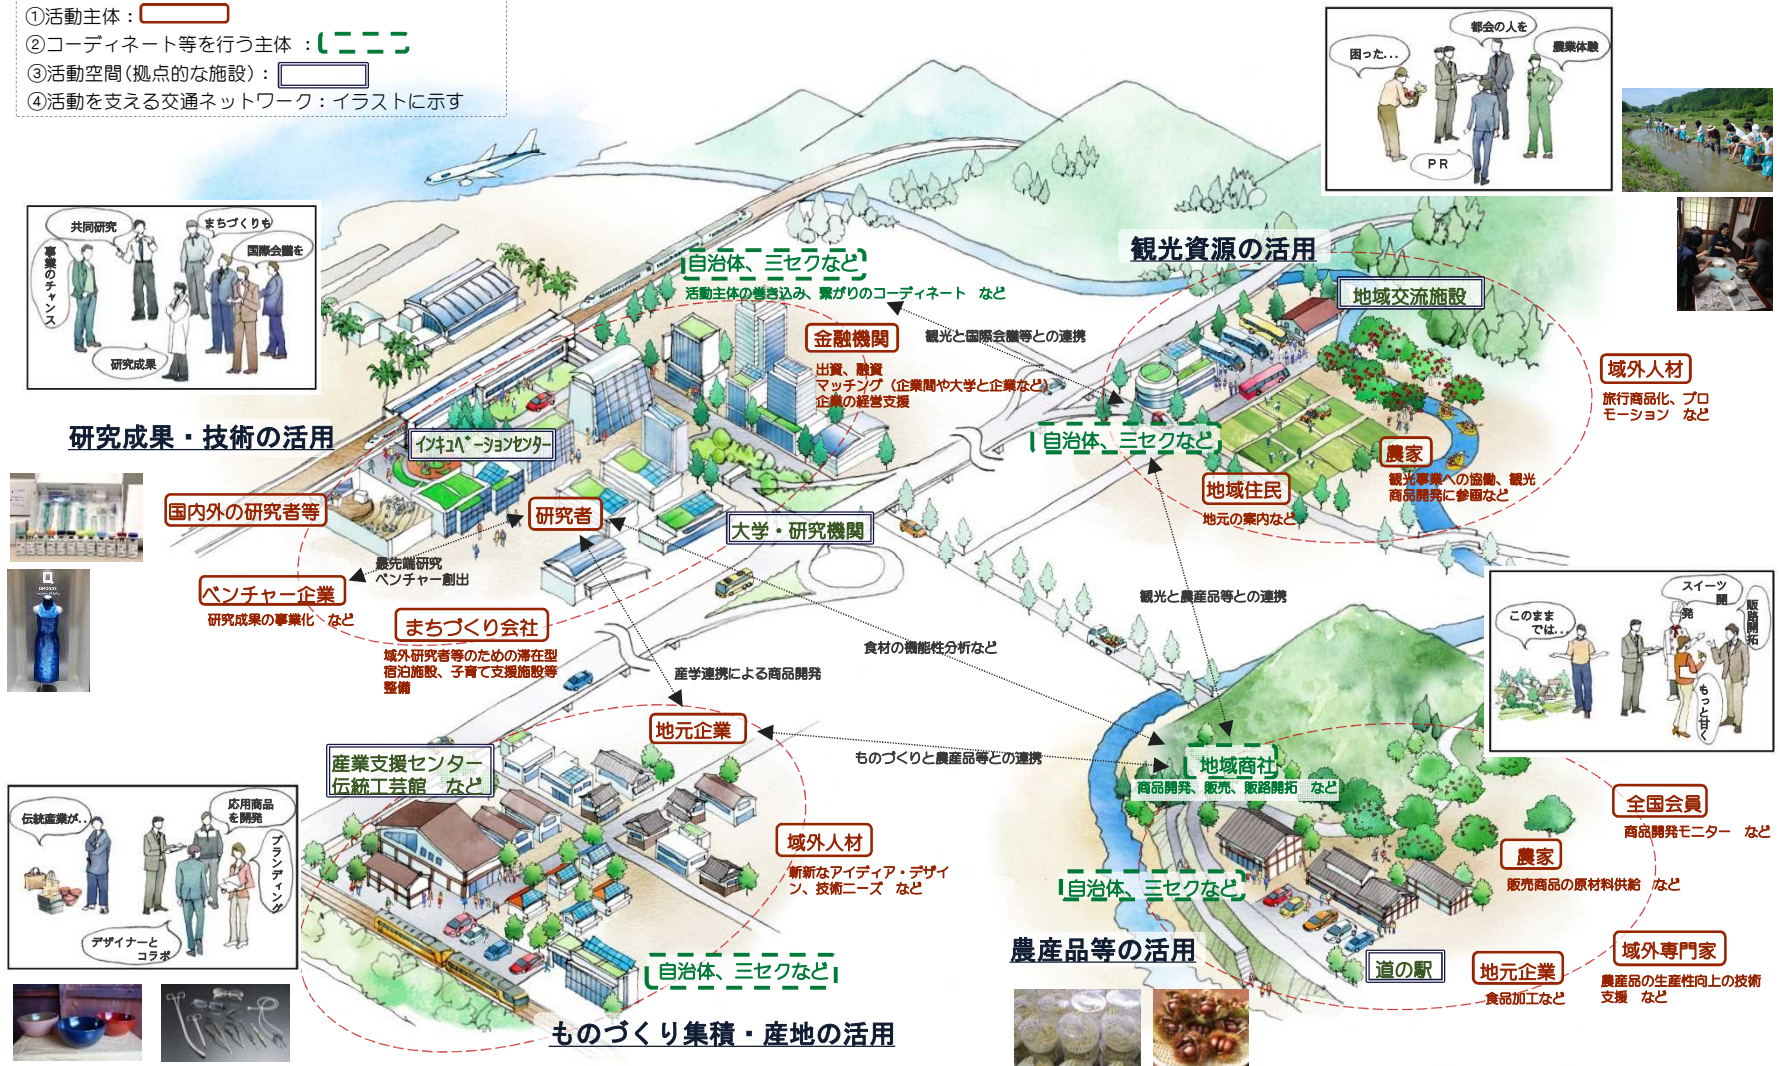 ①活動主体：
②コーディネート等を行う主体 ：
③活動空間(拠点的な施設)：
④活動を支える交通ネットワーク：イラストに示す
困った...
都会の人を
農業体験
ＰＲ
共同研究
まちづくりも
国際会議を
事業のチャンス
研究成果
自治体、三セクなど
活動主体の巻き込み、繋がりのコーディネート　など
観光資源の活用
地域交流施設
金融機関
出資、融資
マッチング（企業間や大学と企業など）
企業の経営支援
観光と国際会議等との連携
域外人材
旅行商品化、プロ
モーション　など
研究成果・技術の活用
インキュベーションセンター
自治体、三セクなど
農家
観光事業への協働、観光
商品開発に参画など
地域住民
地元の案内など
国内外の研究者等
研究者
大学・研究機関
最先端研究
ベンチャー創出
ベンチャー企業
研究成果の事業化　など
まちづくり会社
域外研究者等のための滞在型
宿泊施設、子育て支援施設等
整備
観光と農産品等との連携
食材の機能性分析など
産学連携による商品開発
このまま
では...
スイーツ
開
発
販路開拓
もっと甘く
地元企業
産業支援センター
伝統工芸館　など
ものづくりと農産品等との連携
地域商社
商品開発、販売、販路開拓　など
伝統産業が..
応用商品
を開発
ブランディング
デザイナーと
コラボ
域外人材
斬新なアイディア・デザイ
ン、技術ニーズ　など
全国会員
商品開発モニター　など
農家
販売商品の原材料供給　など
自治体、三セクなど
農産品等の活用
道の駅
地元企業
食品加工など
域外専門家
農産品の生産性向上の技術
支援　など
自治体、三セクなど
ものづくり集積・産地の活用